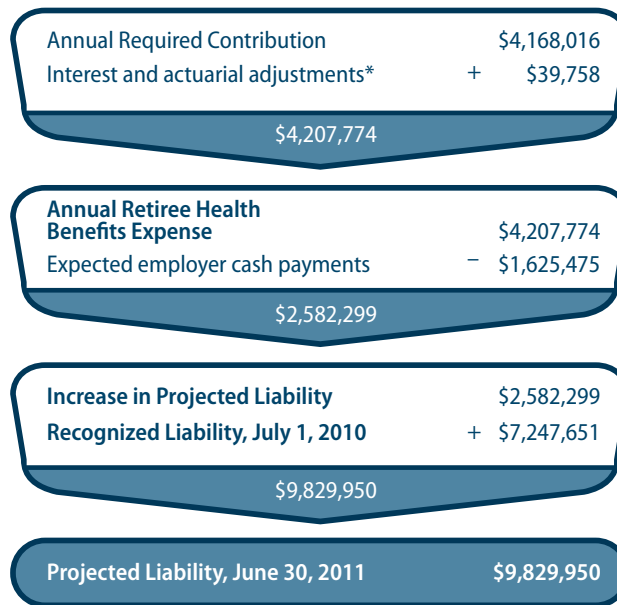 Annual Required Contribution $4,168,016
Interest and actuarial adjustments* + $39,758
$4,207,774
Annual Retiree Health
Benefits Expense $4,207,774
Expected employer cash payments – $1,625,475
$2,582,299
Increase in Projected Liability $2,582,299
Recognized Liability, July 1, 2010 + $7,247,651
$9,829,950
Projected Liability, June 30, 2011 $9,829,950